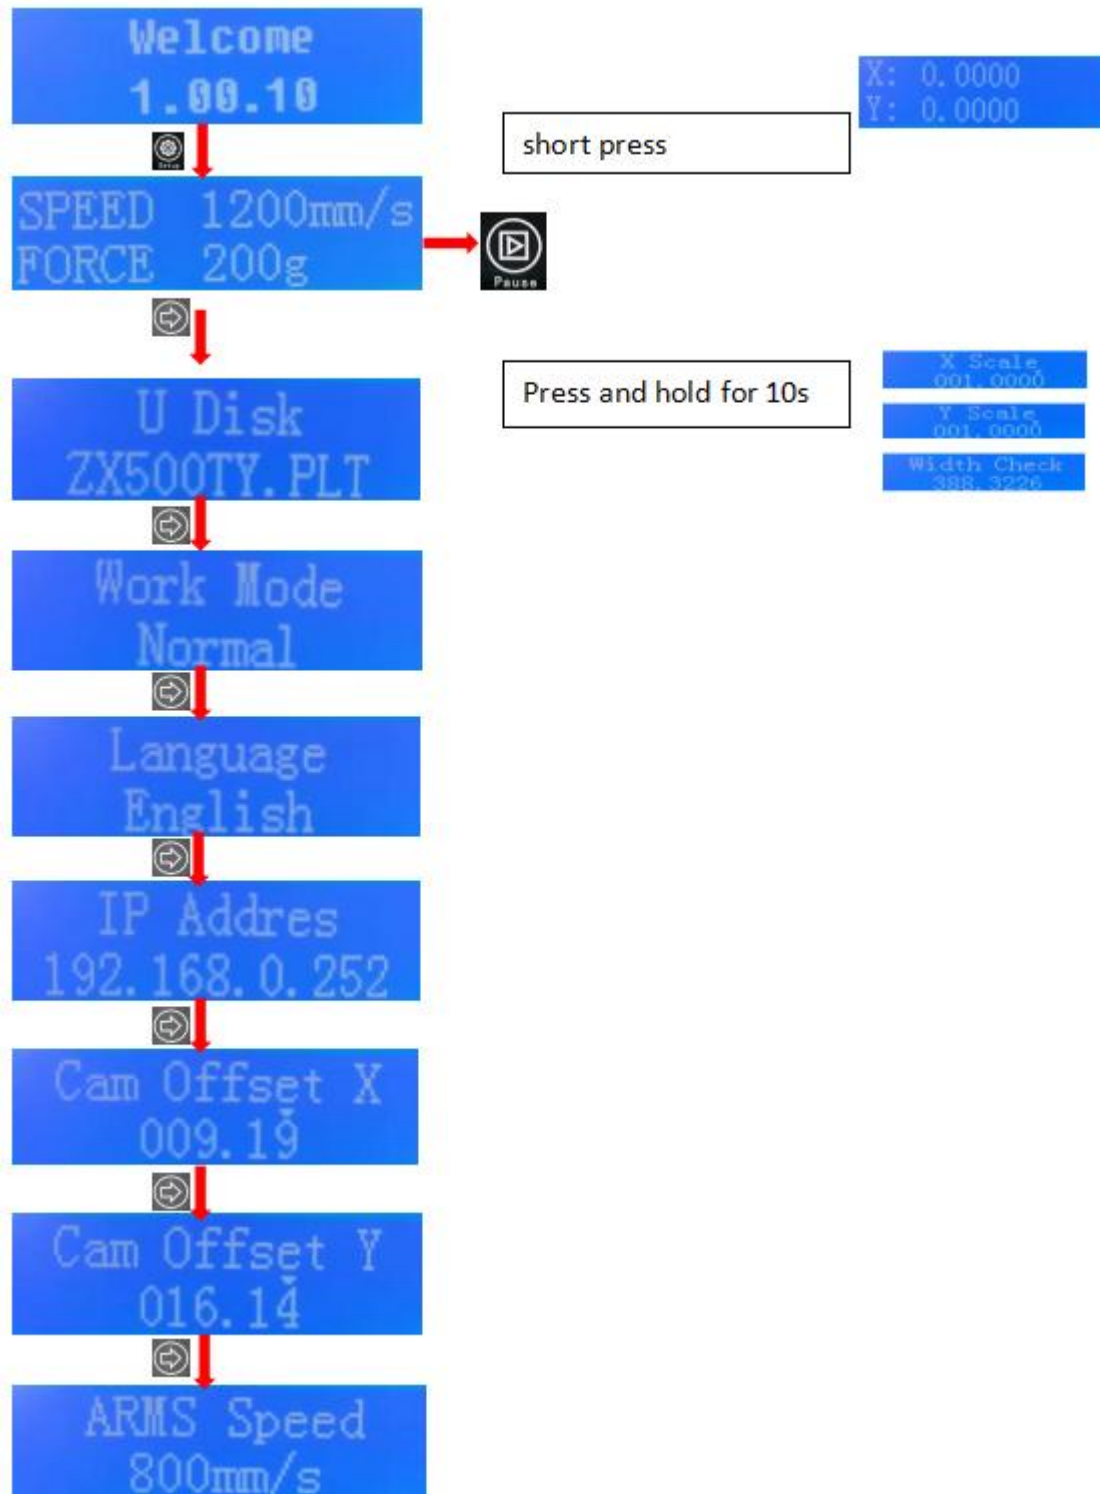 Welcome
1.00.10
Setup
short press
X: 0.0000
Y: 0.0000
SPEED 1200mm/s
FORCE 200g
Pause
U Disk
ZX500TY.PLT
Press and hold for 10s
X Scale
001.0000
Y Scale
001.0000
Width Check
388.3226
Work Mode
Normal
Language
English
IP Addres
192.168.0.252
Cam Offset X
009.19
Cam Offset Y
016.14
ARMS Speed
800mm/s